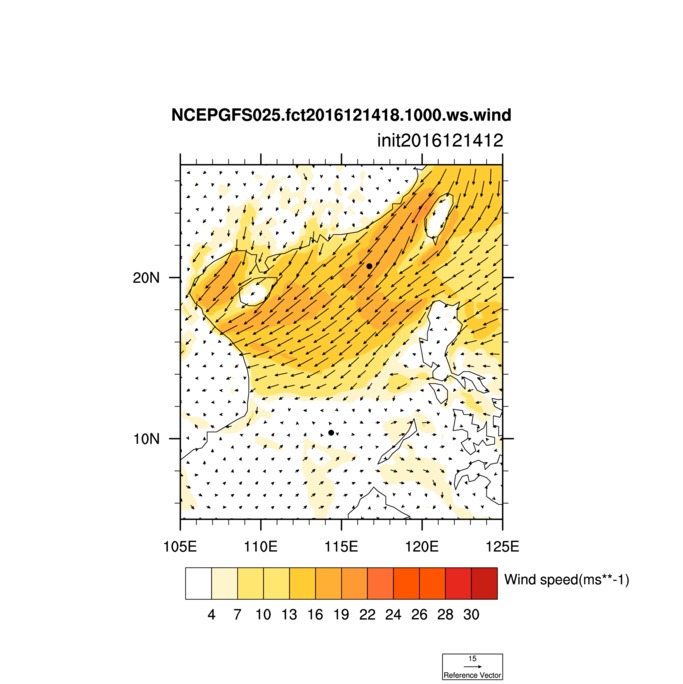 NCEPGFS025.fct2016121418.1000.ws.wind
init2016121412
20N
10N
105E 110E 115E 120E 125E
Wind speed(ms**-1)
4 7 10 13 16 19 22 24 26 28 30
15
Reference Vector